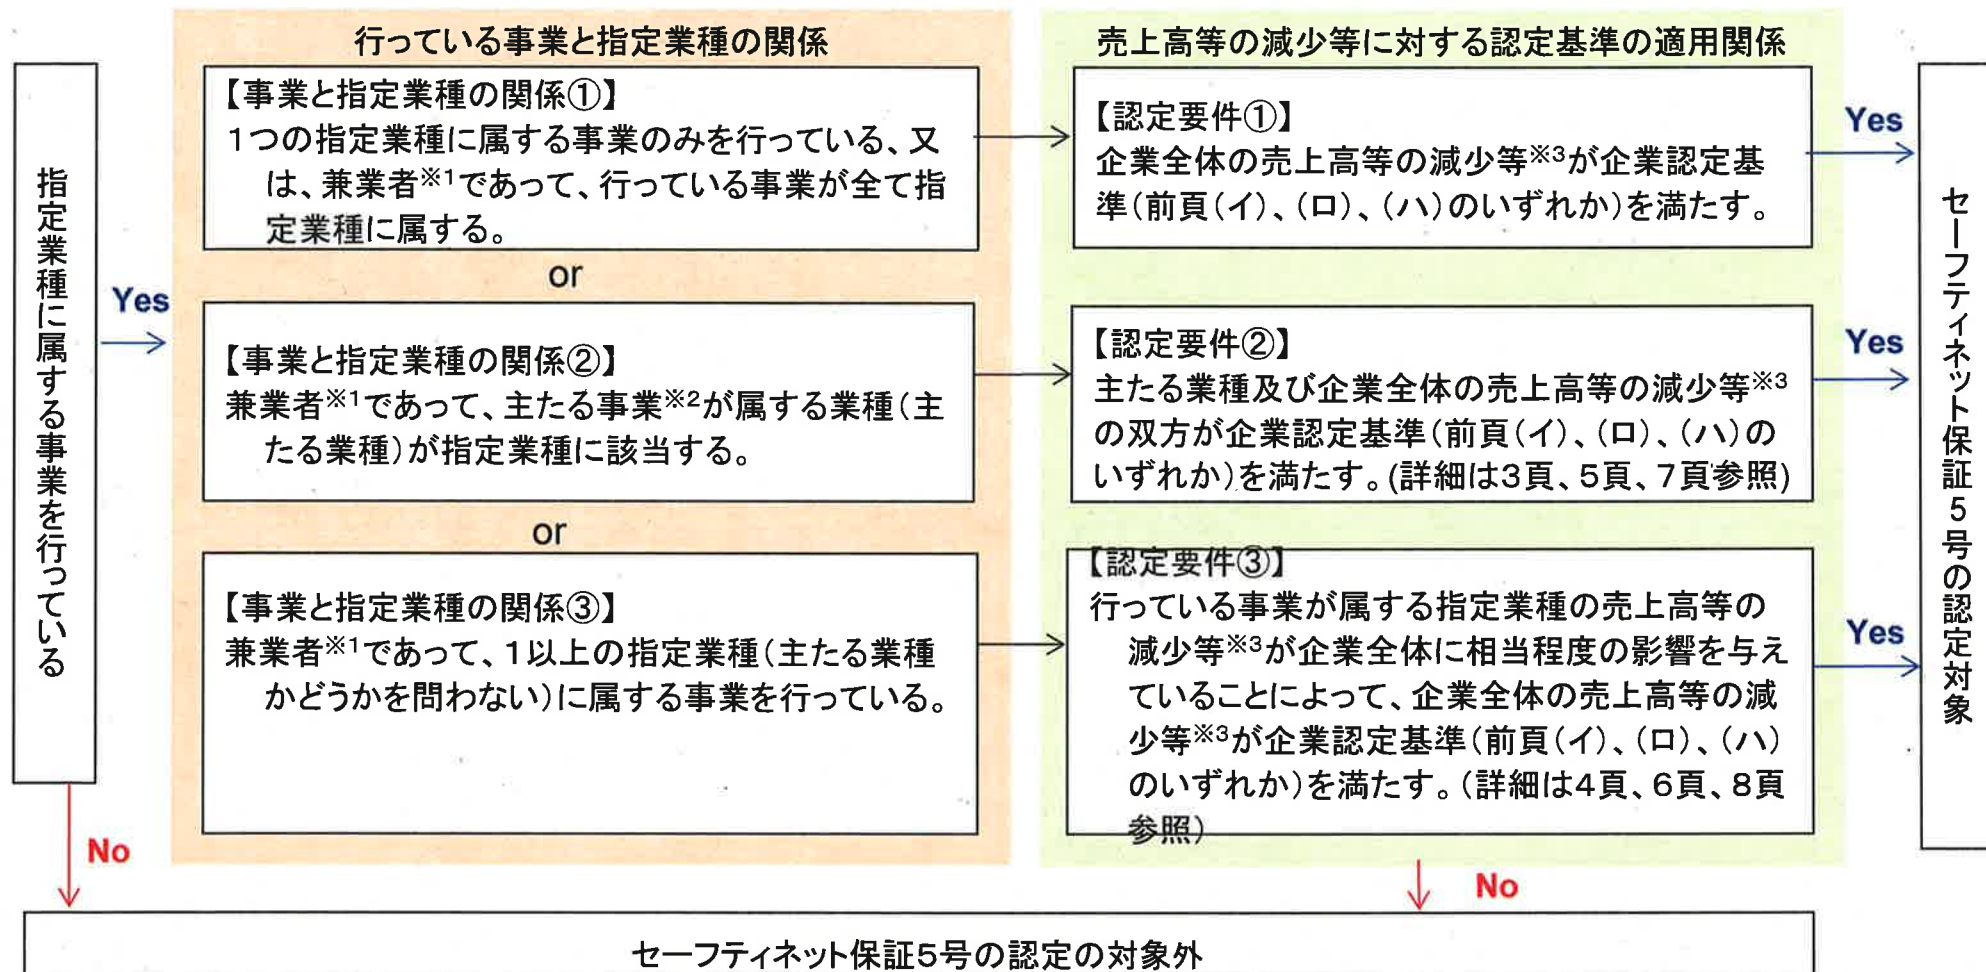 指定業種に属する事業を行っている
Yes
No
行っている事業と指定業種の関係
【事業と指定業種の関係①】
1つの指定業種に属する事業のみを行っている、又
は、兼業者※1であって、行っている事業が全て指
定業種に属する。
or
【事業と指定業種の関係②】
兼業者※1であって、主たる事業※2が属する業種(主
たる業種)が指定業種に該当する。
or
【事業と指定業種の関係③】
兼業者※1であって、1以上の指定業種(主たる業種
かどうかを問わない)に属する事業を行っている。
売上高等の減少等に対する認定基準の適用関係
【認定要件①】
企業全体の売上高等の減少等※3が企業認定基
準(前頁(イ)、(ロ)、(ハ)のいずれか)を満たす。
Yes
【認定要件②】
主たる業種及び企業全体の売上高等の減少等※3
の双方が企業認定基準(前頁(イ)、(ロ)、(ハ)の
いずれか)を満たす。(詳細は3頁、5頁、7頁参照)
Yes
【認定要件③】
行っている事業が属する指定業種の売上高等の
減少等※3が企業全体に相当程度の影響を与え
ていることによって、企業全体の売上高等の減
少等※3が企業認定基準(前頁(イ)、(ロ)、(ハ)
のいずれか)を満たす。(詳細は4頁、6頁、8頁
参照)
Yes
No
セーフティネット保証5号の認定対象
セーフティネット保証5号の認定の対象外